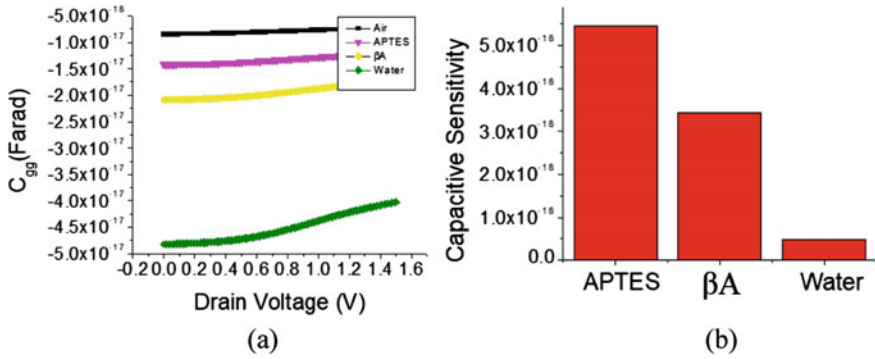 -5.0x10⁻¹⁸
-1.0x10⁻¹⁷
-1.5x10⁻¹⁷
-2.0x10⁻¹⁷
-2.5x10⁻¹⁷
-3.0x10⁻¹⁷
-3.5x10⁻¹⁷
-4.0x10⁻¹⁷
-4.5x10⁻¹⁷
-5.0x10⁻¹⁷
C_gg(Farad)
Air
APTES
βA
Water
-0.2 0.0 0.2 0.4 0.6 0.8 1.0 1.2 1.4 1.6
Drain Voltage (V)
(a)
Capacitive Sensitivity
5.0x10⁻¹⁸
4.0x10⁻¹⁸
3.0x10⁻¹⁸
2.0x10⁻¹⁸
1.0x10⁻¹⁸
0.0
APTES βA Water
(b)